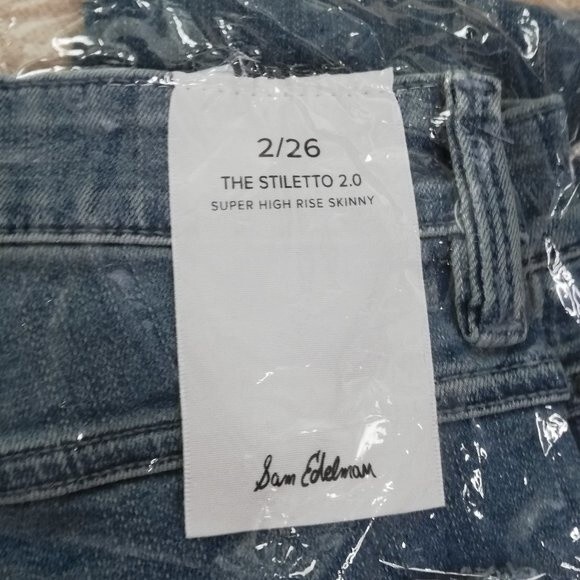 2/26
THE STILETTO 2.0
SUPER HIGH RISE SKINNY
Sam Edelman